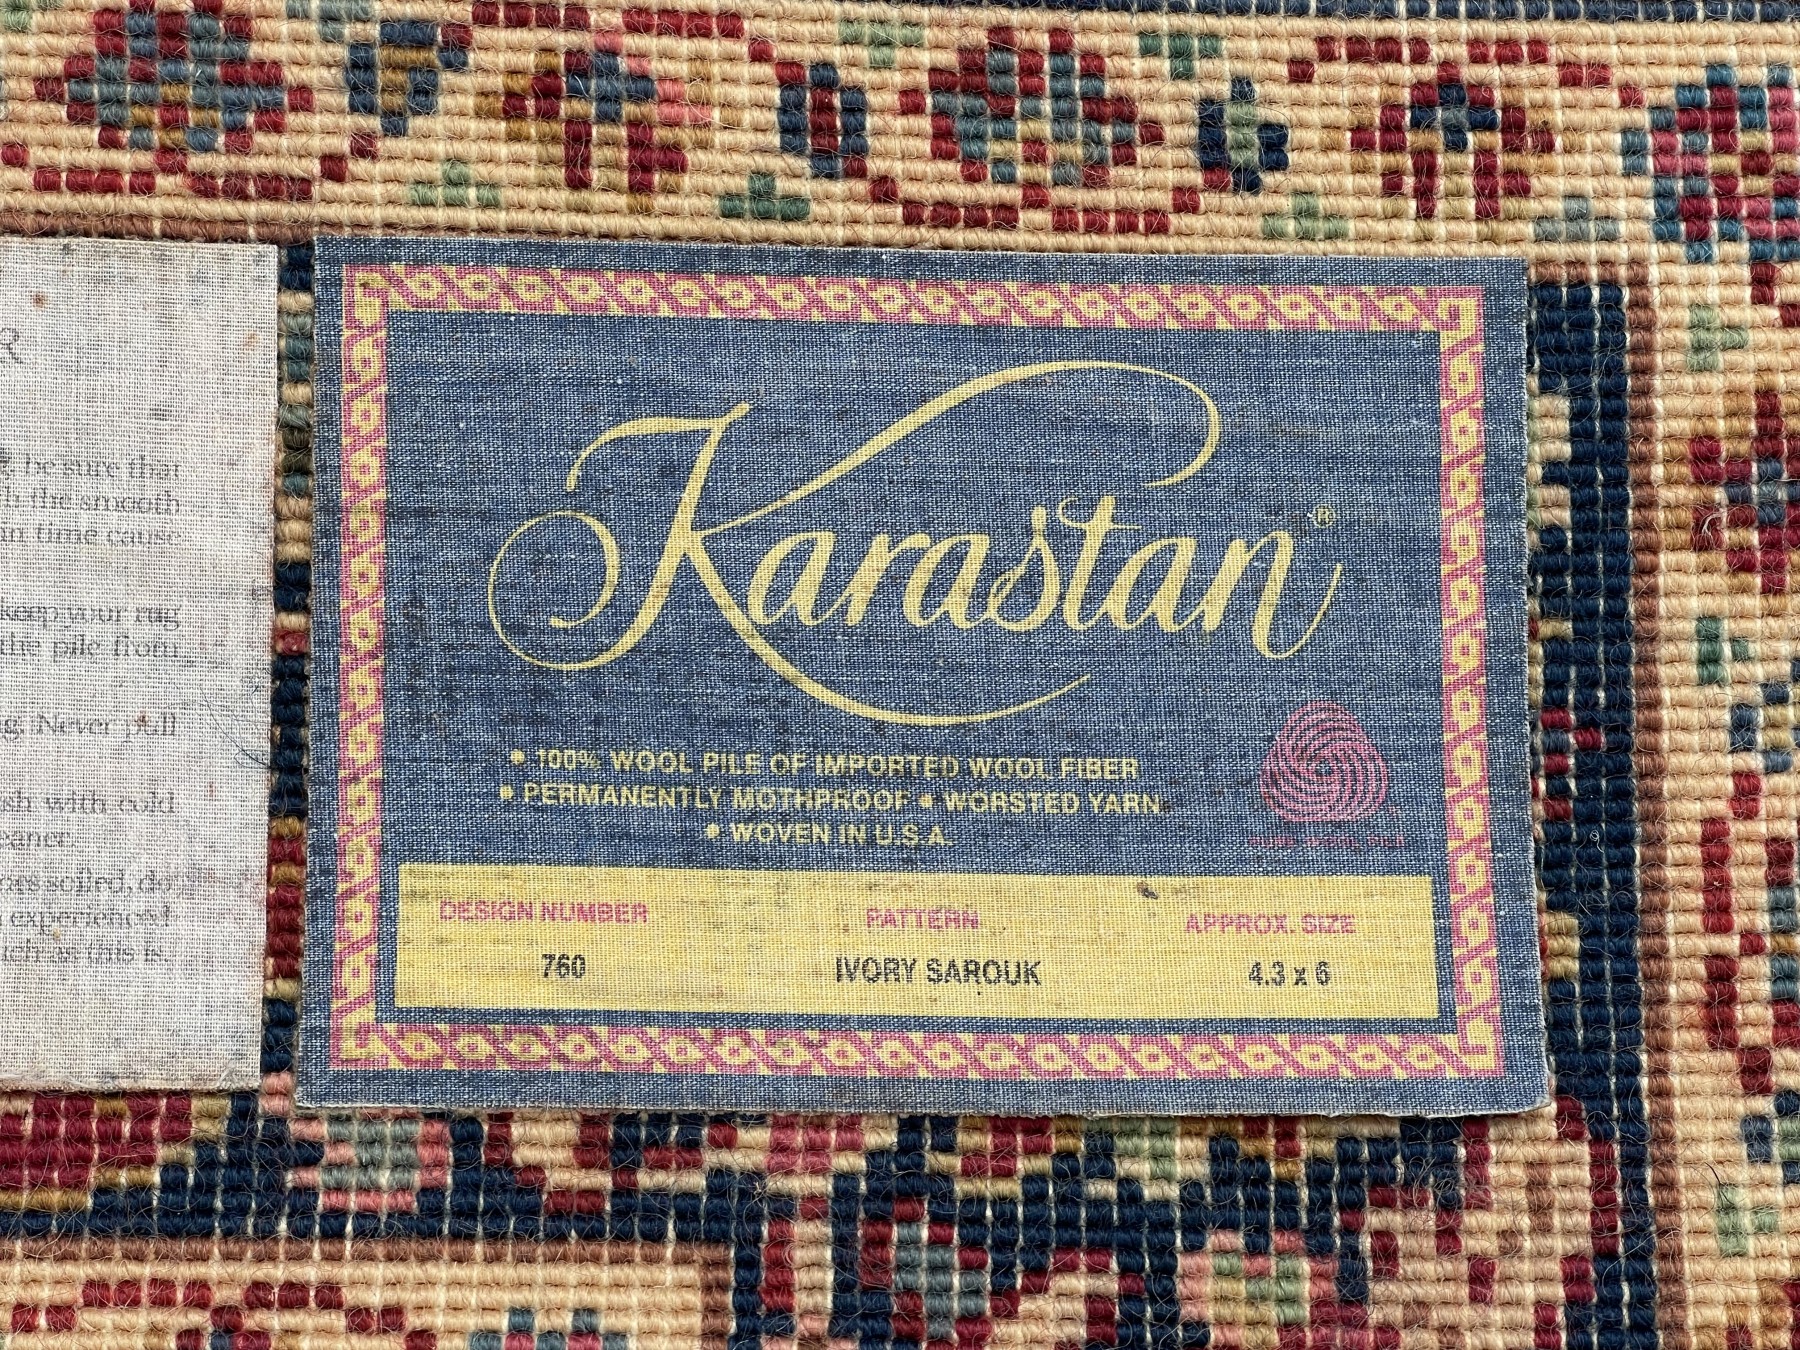 R
be sure that
the smooth
in time cause
keep your rug
the pile from
Never pull
with cold
soiled, do
experienced
as this is.
Karastan®
• 100% WOOL PILE OF IMPORTED WOOL FIBER
• PERMANENTLY MOTHPROOF • WORSTED YARN
• WOVEN IN U.S.A.
DESIGN NUMBER PATTERN APPROX. SIZE
760 IVORY SAROUK 4.3 x 6